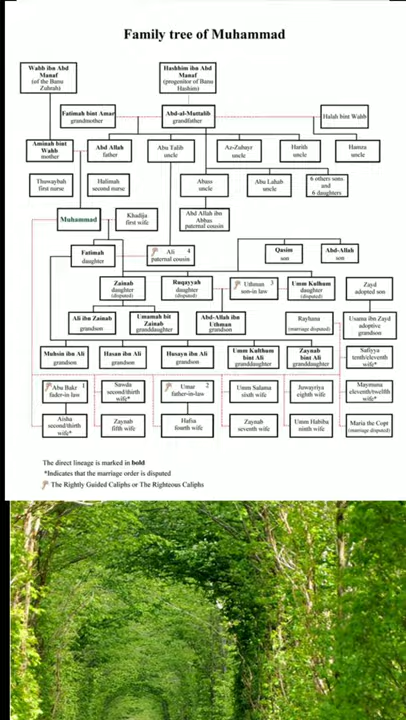 Family tree of Muhammad
Wahb ibn Abd
Manaf
(of the Banu
Zuhrah)
Hashhim ibn Abd
Manaf
(progenitor of Banu
Hashim)
Fatimah bint Amar
grandmother
Abd-al-Muttalib
grandfather
Halah bint Wahb
Aminah bint
Wahb
mother
Abd Allah
father
Abu Talib
uncle
Az-Zubayr
uncle
Harith
uncle
Hamza
uncle
Thuwaybah
first nurse
Halimah
second nurse
Abass
uncle
Abu Lahab
uncle
6 others sons
and
6 daughters
Muhammad
Khadija
first wife
Abd Allah ibn
Abbas
paternal cousin
Fatimah
daughter
Ali 4
paternal cousin
Qasim
son
Abd-Allah
son
Zainab
daughter
(disputed)
Ruqayyah
daughter
(disputed)
Uthman 3
son-in law
Umm Kulhum
daughter
(disputed)
Zayd
adopted son
Ali ibn Zainab
grandson
Umamah bit
Zainab
granddaughter
Abd-Allah ibn
Uthman
grandson
Rayhana
(marriage disputed)
Usama ibn Zayd
adoptive
grandson
Muhsin ibn Ali
grandson
Hasan ibn Ali
grandson
Husayn ibn Ali
grandson
Umm Kulthum
bint Ali
granddaughter
Zaynab
bint Ali
granddaughter
Safiyya
tenth/eleventh
wife*
Abu Bakr 1
fader-in law
Sawda
second/thirth
wife*
Umar 2
father-in-law
Umm Salama
sixth wife
Juwayriya
eighth wife
Maymuna
eleventh/twelfth
wife*
Aisha
second/thirth
wife*
Zaynab
fifth wife
Hafsa
fourth wife
Zaynab
seventh wife
Umm Habiba
ninth wife
Maria the Copt
(marriage disputed)
The direct lineage is marked in bold
*Indicates that the marriage order is disputed
The Rightly Guided Caliphs or The Righteous Caliphs